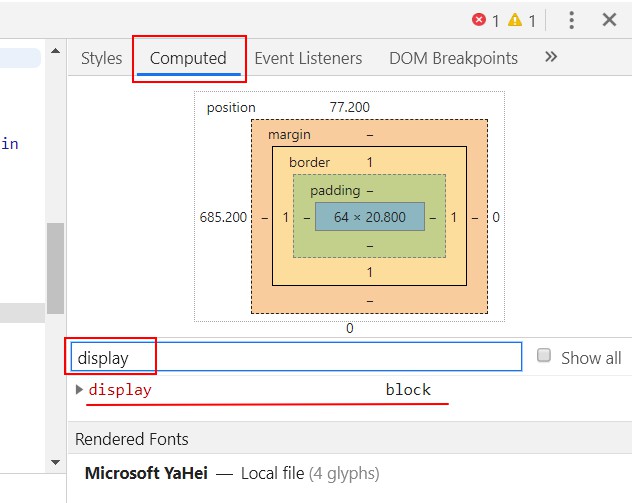 1 1
Styles Computed Event Listeners DOM Breakpoints »
in
position 77.200
margin –
border 1
padding –
685.200 – 1 – 64 × 20.800 – 1 – 0
–
1
–
0
display Show all
display block
Rendered Fonts
Microsoft YaHei — Local file (4 glyphs)